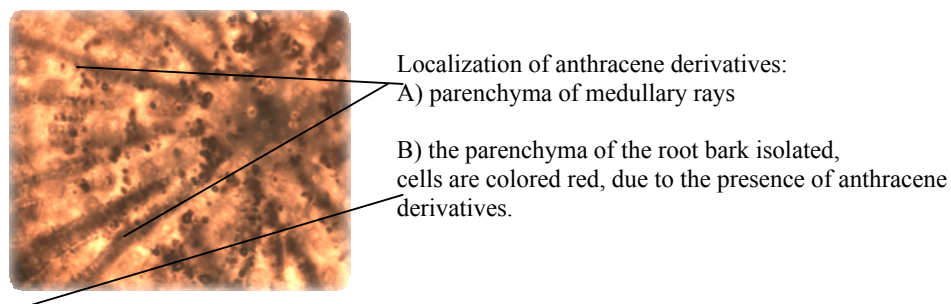 Localization of anthracene derivatives:
A) parenchyma of medullary rays
B) the parenchyma of the root bark isolated,
cells are colored red, due to the presence of anthracene
derivatives.